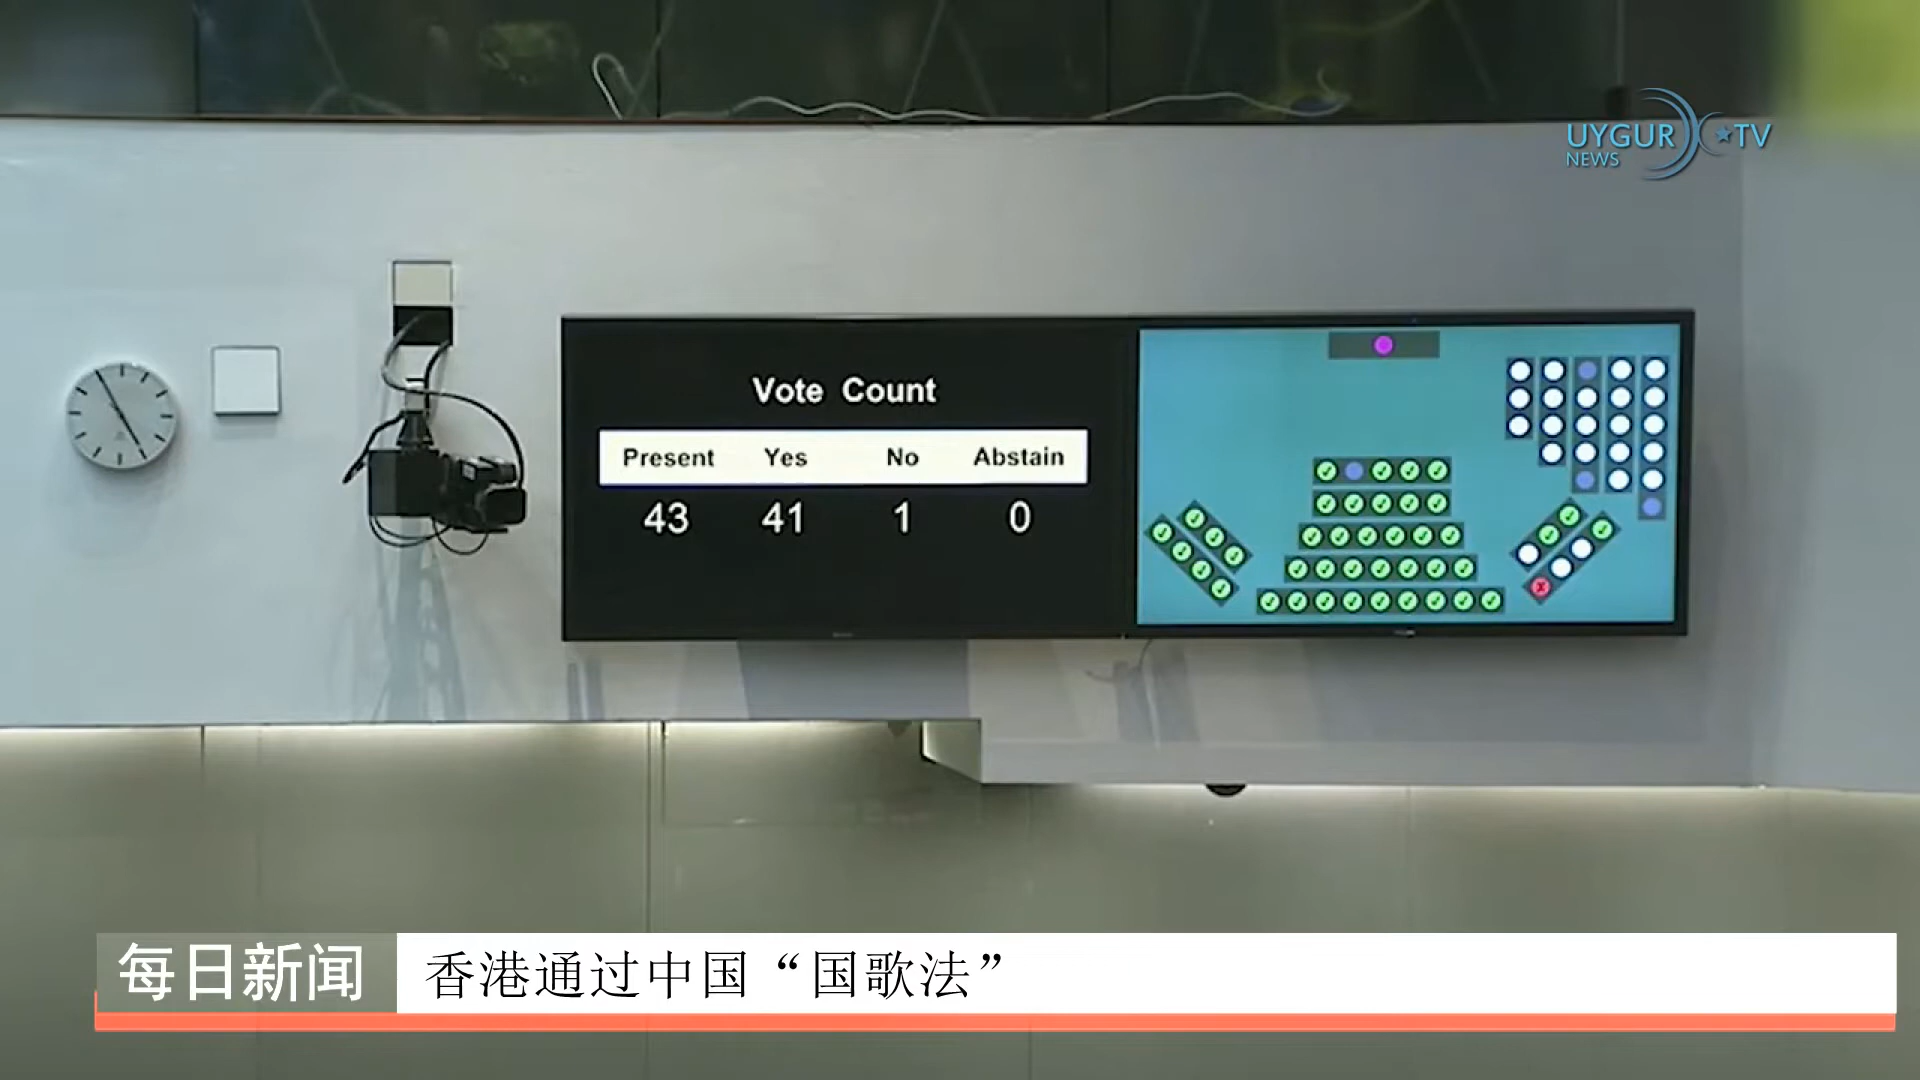 UYGUR TV
NEWS
Vote Count
Present Yes No Abstain
43 41 1 0
每日新闻
香港通过中国“国歌法”